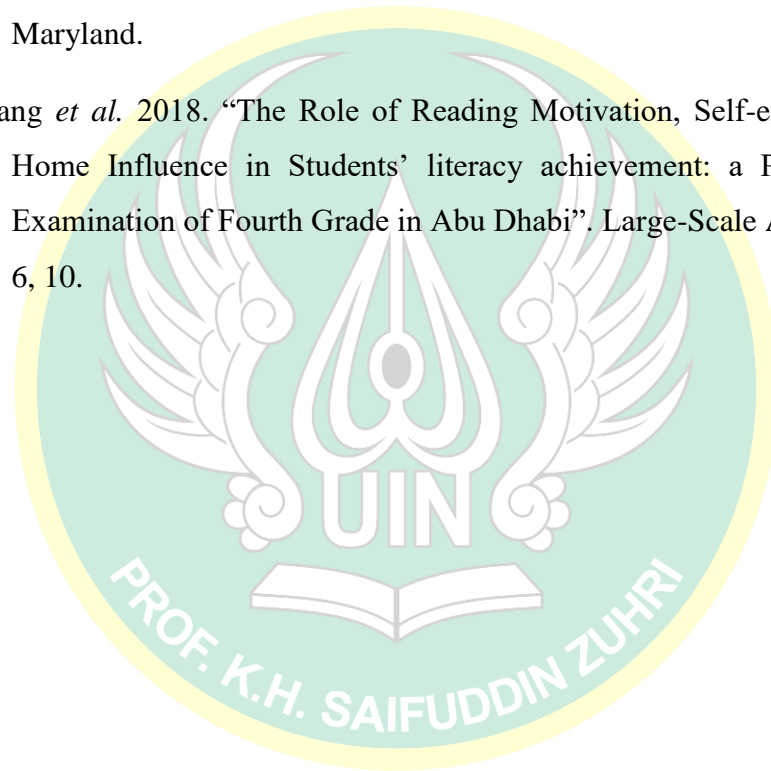 Maryland.
ang et al. 2018. “The Role of Reading Motivation, Self-e
Home Influence in Students’ literacy achievement: a
Examination of Fourth Grade in Abu Dhabi”. Large-Scale
6, 10.
UIN
PROF. K.H. SAIFUDDIN ZUHRI